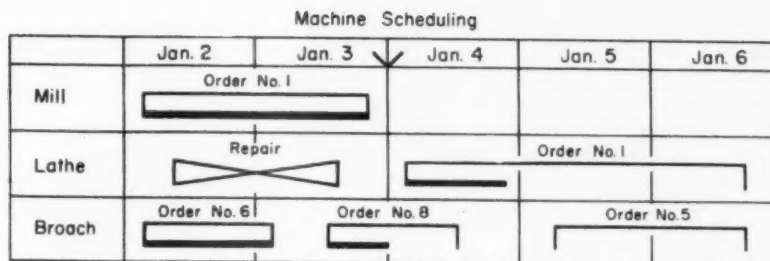 Machine Scheduling
Jan. 2 Jan. 3 Jan. 4 Jan. 5 Jan. 6
Mill Order No. 1
Lathe Repair Order No. 1
Broach Order No. 6 Order No. 8 Order No. 5